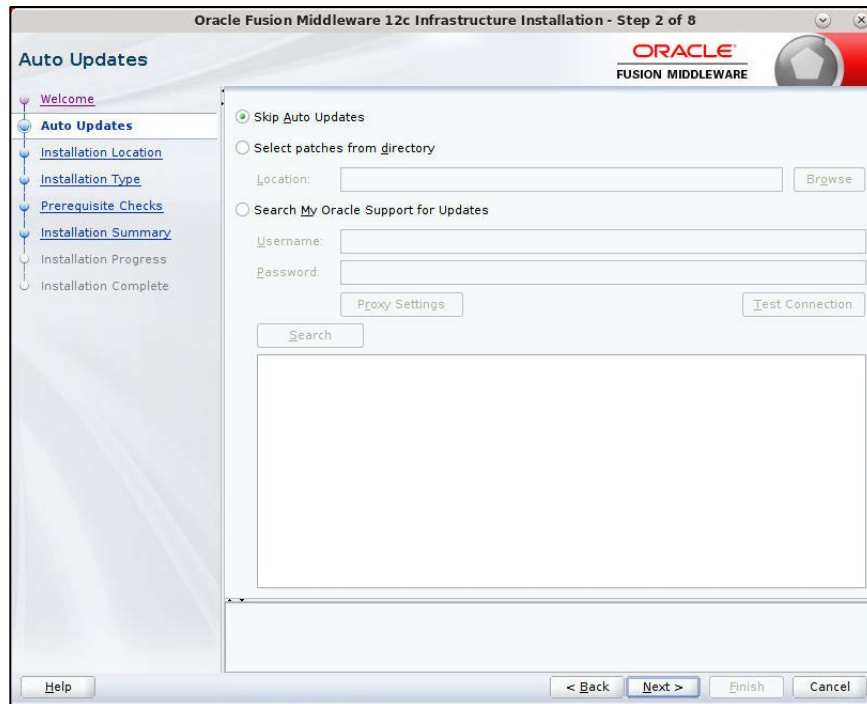 Oracle Fusion Middleware 12c Infrastructure Installation - Step 2 of 8
Auto Updates
ORACLE
FUSION MIDDLEWARE
Welcome
Auto Updates
Installation Location
Installation Type
Prerequisite Checks
Installation Summary
Installation Progress
Installation Complete
Skip Auto Updates
Select patches from directory
Location:
Browse
Search My Oracle Support for Updates
Username:
Password:
Proxy Settings
Test Connection
Search
Help
< Back
Next >
Finish
Cancel